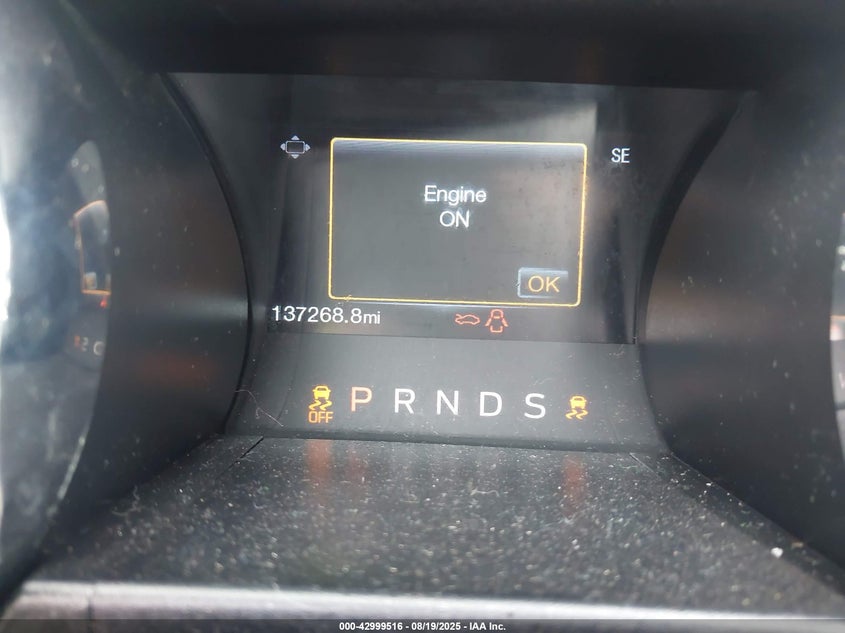 SE
Engine
ON
OK
137268.8mi
OFF P R N D S
000-42999516 - 08/19/2025 - IAA Inc.